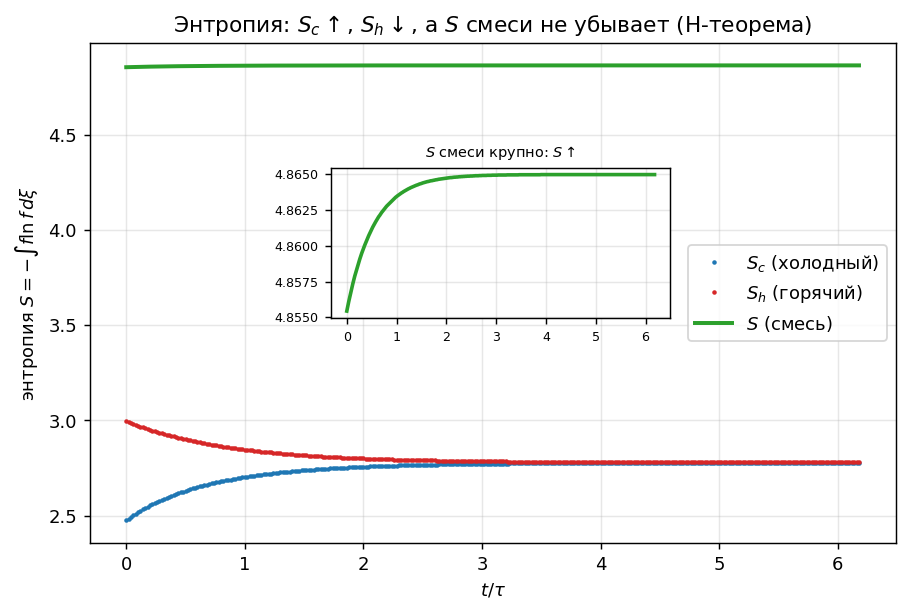 Энтропия: $S_c$ ↑, $S_h$ ↓, а $S$ смеси не убывает (Н-теорема)
энтропия $S = -\int f \ln f \, d\xi$
4.5
4.0
3.5
3.0
2.5
$S$ смеси крупно: $S$ ↑
4.8650
4.8625
4.8600
4.8575
4.8550
0 1 2 3 4 5 6
$S_c$ (холодный)
$S_h$ (горячий)
$S$ (смесь)
0 1 2 3 4 5 6
$t/\tau$